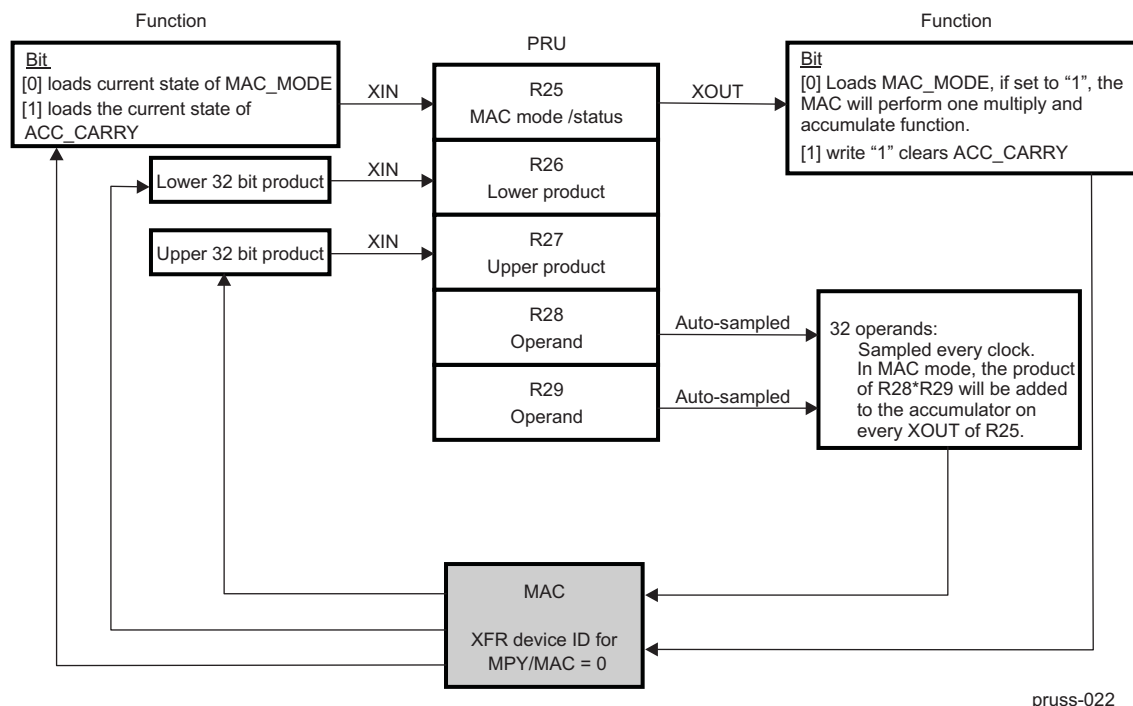 Function
Bit
[0] loads current state of MAC_MODE
[1] loads the current state of
ACC_CARRY
XIN
Lower 32 bit product
XIN
Upper 32 bit product
XIN
PRU
R25
MAC mode /status
R26
Lower product
R27
Upper product
R28
Operand
R29
Operand
XOUT
Auto-sampled
Auto-sampled
Function
Bit
[0] Loads MAC_MODE, if set to “1”, the
MAC will perform one multiply and
accumulate function.
[1] write “1” clears ACC_CARRY
32 operands:
Sampled every clock.
In MAC mode, the product
of R28*R29 will be added
to the accumulator on
every XOUT of R25.
MAC
XFR device ID for
MPY/MAC = 0
pruss-022